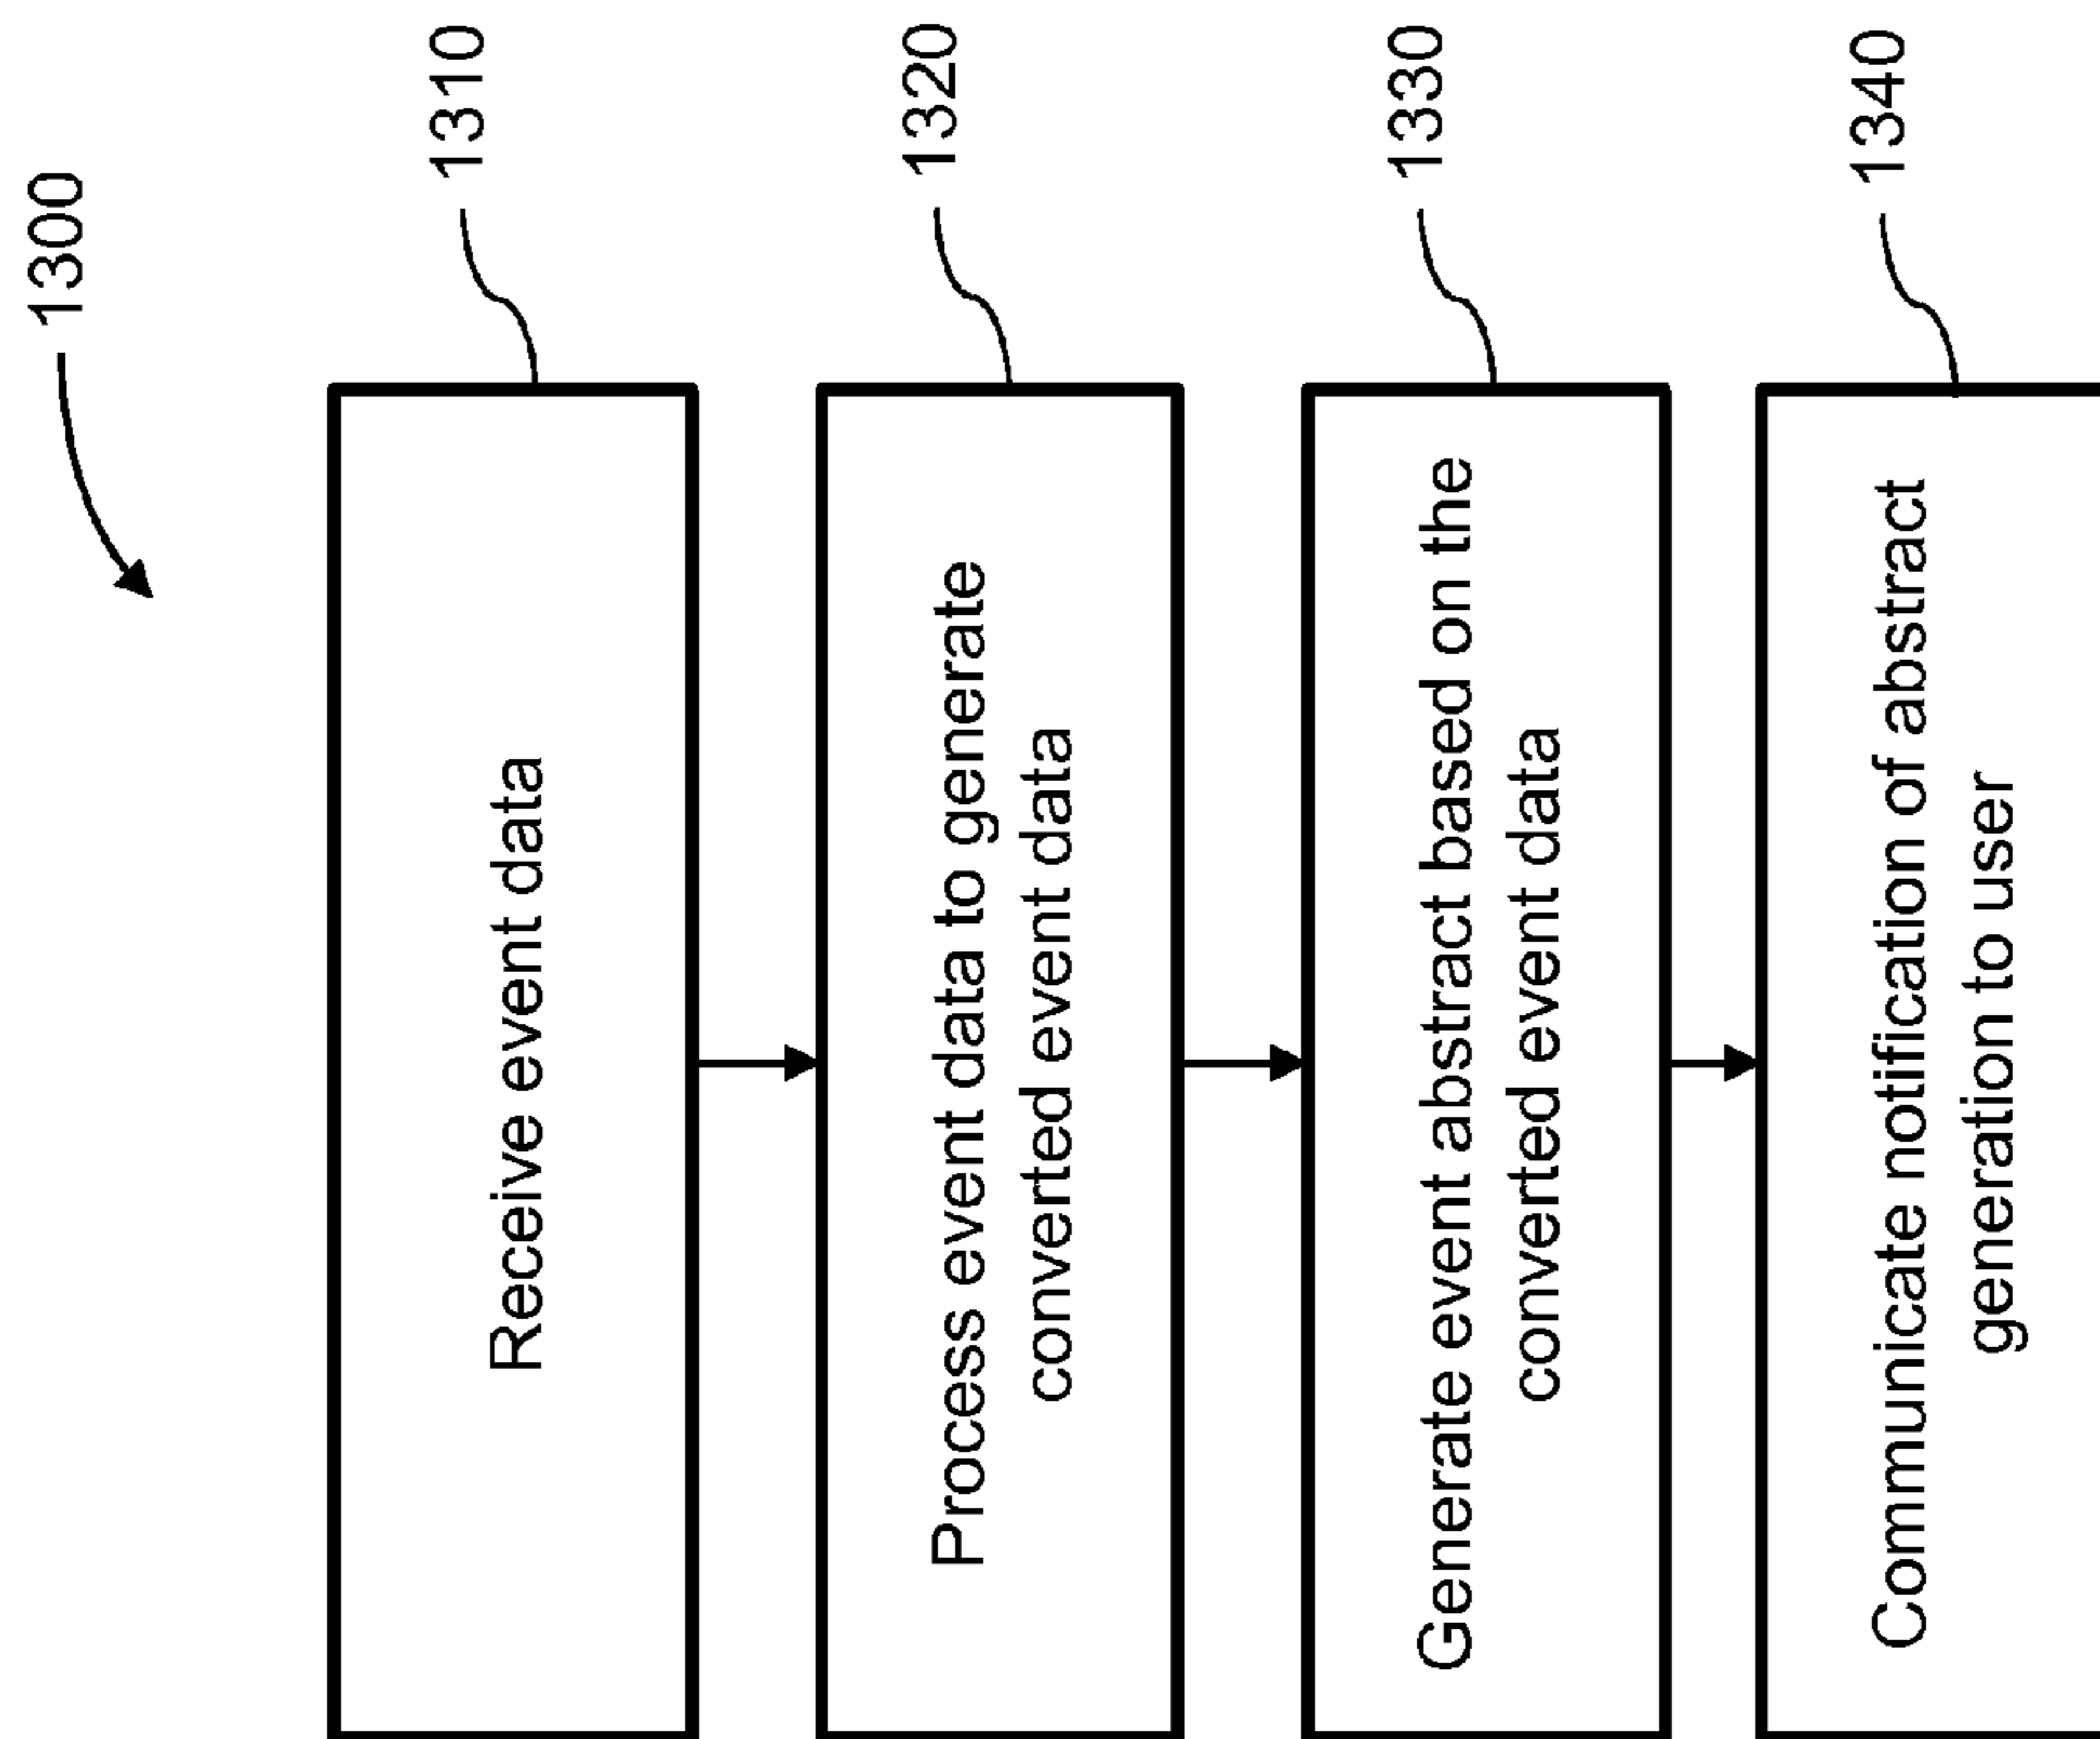 1300
1310
Receive event data
1320
Process event data to generate
converted event data
1330
Generate event abstract based on the
converted event data
1340
Communicate notification of abstract
generation to user